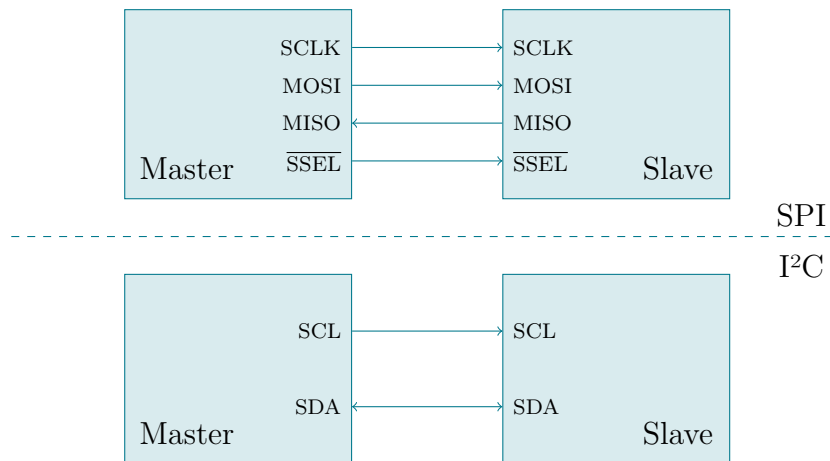 SCLK SCLK
MOSI MOSI
MISO MISO
SSEL SSEL
Master Slave
SPI
I²C
SCL SCL
SDA SDA
Master Slave